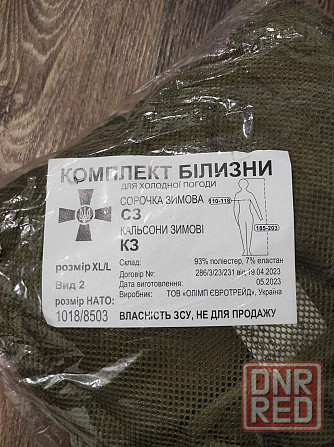 КОМПЛЕКТ БІЛИЗНИ
для холодної погоди
СОРОЧКА ЗИМОВА
СЗ
КАЛЬСОНИ ЗИМОВІ
КЗ
110-118
185-203
розмір XL/L
Вид 2
розмір НАТО:
1018/8503
Склад: 93% поліестер, 7% еластан
Договір № 286/3/23/231 від 19.04.2023
Дата виготовлення: 05.2023
Виробник: ТОВ «ОЛІМП ЄВРОТРЕЙД», Україна
ВЛАСНІСТЬ ЗСУ, НЕ ДЛЯ ПРОДАЖУ
DNR
RED